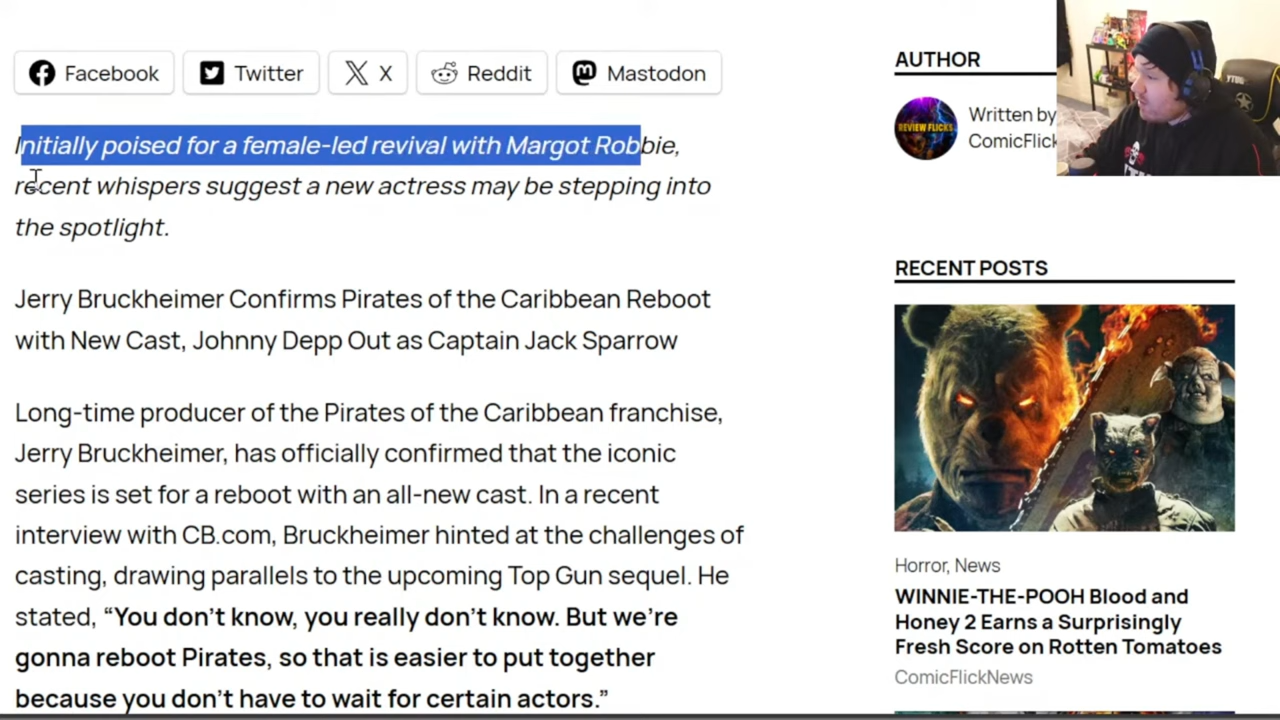 Facebook
Twitter
X
Reddit
Mastodon
Initially poised for a female-led revival with Margot Robbie,
recent whispers suggest a new actress may be stepping into
the spotlight.
Jerry Bruckheimer Confirms Pirates of the Caribbean Reboot
with New Cast, Johnny Depp Out as Captain Jack Sparrow
Long-time producer of the Pirates of the Caribbean franchise,
Jerry Bruckheimer, has officially confirmed that the iconic
series is set for a reboot with an all-new cast. In a recent
interview with CB.com, Bruckheimer hinted at the challenges of
casting, drawing parallels to the upcoming Top Gun sequel. He
stated, “You don’t know, you really don’t know. But we’re
gonna reboot Pirates, so that is easier to put together
because you don’t have to wait for certain actors.”
AUTHOR
REVIEW FLICKS
Written by
ComicFlick
RECENT POSTS
Horror, News
WINNIE-THE-POOH Blood and
Honey 2 Earns a Surprisingly
Fresh Score on Rotten Tomatoes
ComicFlickNews